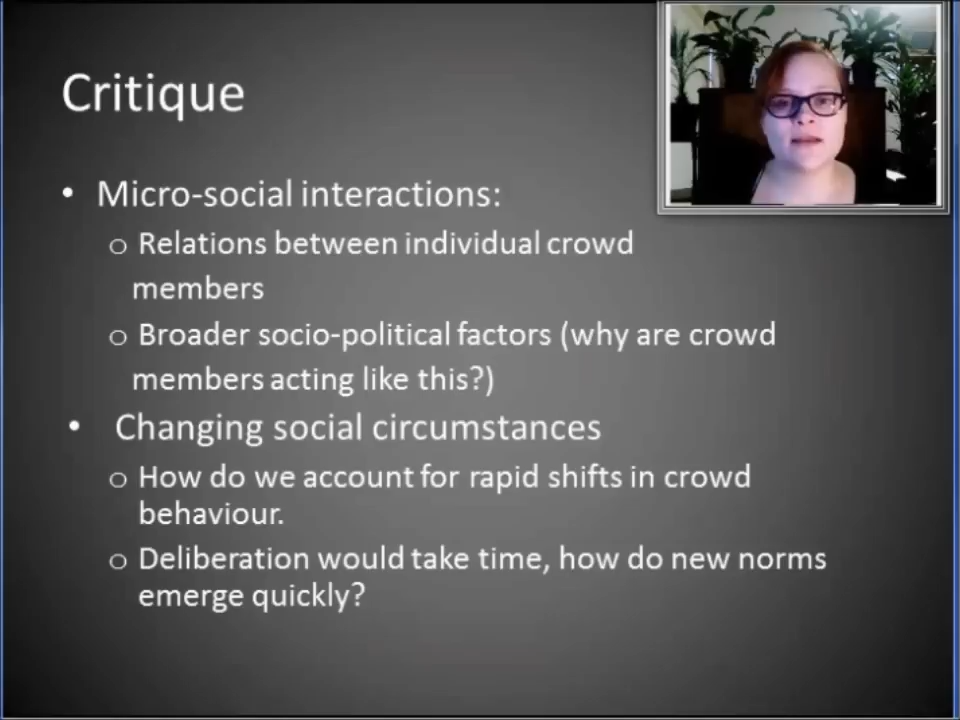 Critique
• Micro-social interactions:
o Relations between individual crowd
members
o Broader socio-political factors (why are crowd
members acting like this?)
• Changing social circumstances
o How do we account for rapid shifts in crowd
behaviour.
o Deliberation would take time, how do new norms
emerge quickly?